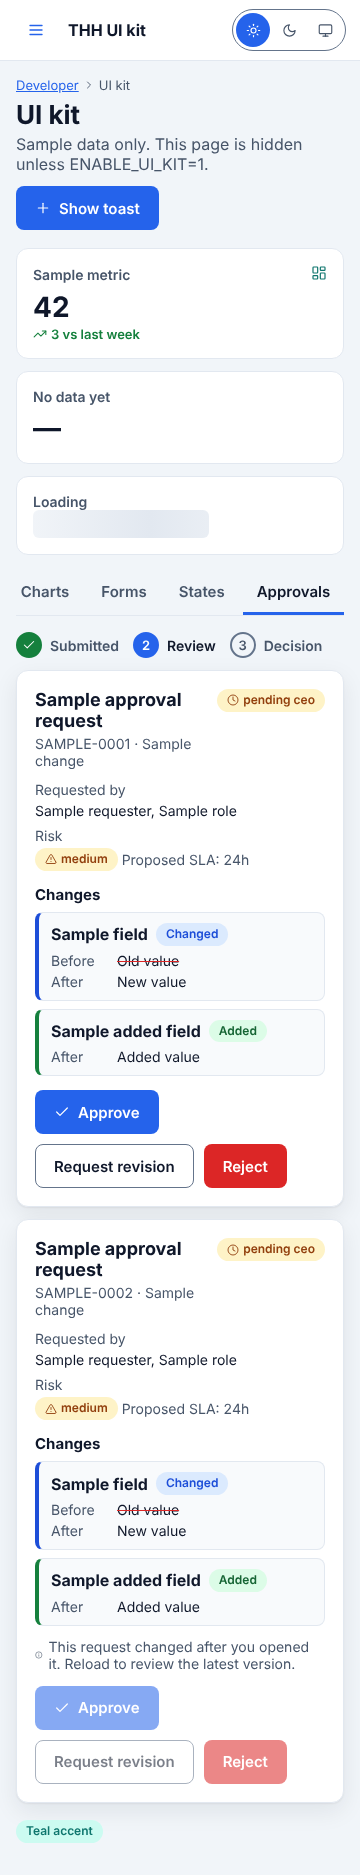 THH UI kit
Developer > UI kit
UI kit
Sample data only. This page is hidden
unless ENABLE_UI_KIT=1.
Show toast
Sample metric
42
3 vs last week
No data yet
—
Loading
Charts Forms States Approvals
Submitted 2 Review 3 Decision
Sample approval
request
pending ceo
SAMPLE-0001 · Sample
change
Requested by
Sample requester, Sample role
Risk
medium Proposed SLA: 24h
Changes
Sample field Changed
Before Old value
After New value
Sample added field Added
After Added value
Approve
Request revision Reject
Sample approval
request
pending ceo
SAMPLE-0002 · Sample
change
Requested by
Sample requester, Sample role
Risk
medium Proposed SLA: 24h
Changes
Sample field Changed
Before Old value
After New value
Sample added field Added
After Added value
This request changed after you opened
it. Reload to review the latest version.
Approve
Request revision Reject
Teal accent